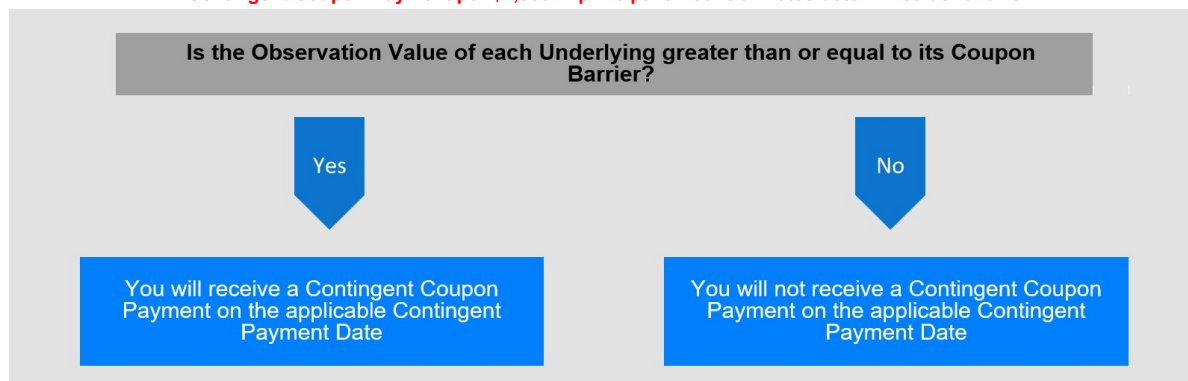 Is the Observation Value of each Underlying greater than or equal to its Coupon
Barrier?
Yes
No
You will receive a Contingent Coupon
Payment on the applicable Contingent
Payment Date
You will not receive a Contingent Coupon
Payment on the applicable Contingent
Payment Date